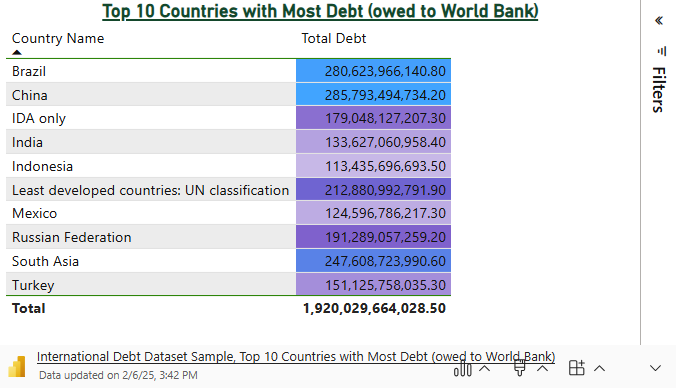 Top 10 Countries with Most Debt (owed to World Bank)
Country Name Total Debt
Brazil 280,623,966,140.80
China 285,793,494,734.20
IDA only 179,048,127,207.30
India 133,627,060,958.40
Indonesia 113,435,696,693.50
Least developed countries: UN classification 212,880,992,791.90
Mexico 124,596,786,217.30
Russian Federation 191,289,057,259.20
South Asia 247,608,723,990.60
Turkey 151,125,758,035.30
Total 1,920,029,664,028.50
Filters
International Debt Dataset Sample, Top 10 Countries with Most Debt (owed to World Bank)
Data updated on 2/6/25, 3:42 PM